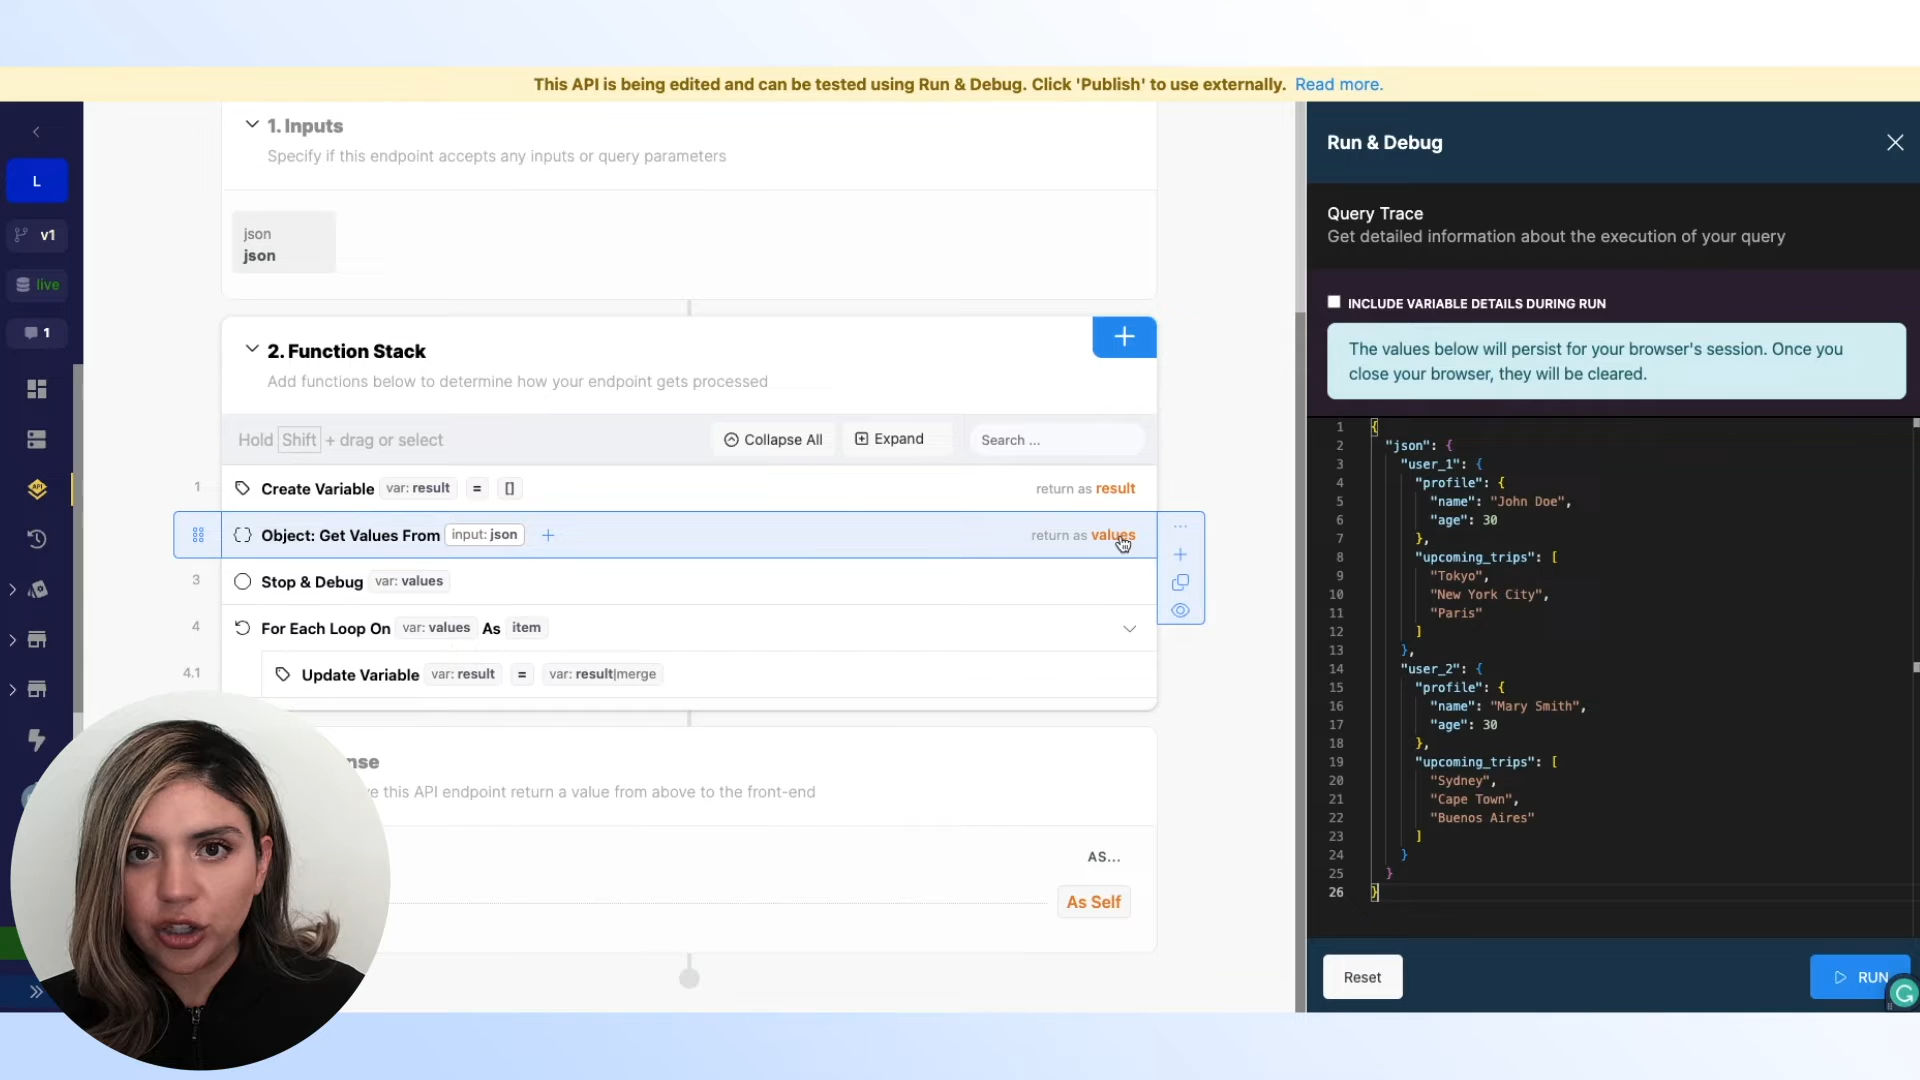 This API is being edited and can be tested using Run & Debug. Click 'Publish' to use externally. Read more.
L
v1
live
1
1. Inputs
Specify if this endpoint accepts any inputs or query parameters
json
json
2. Function Stack
Add functions below to determine how your endpoint gets processed
Hold Shift + drag or select
Collapse All
Expand
Search ...
1 Create Variable var: result = [] return as result
Object: Get Values From input: json + return as values
3 Stop & Debug var: values
4 For Each Loop On var: values As item
4.1 Update Variable var: result = var: result|merge
nse
ve this API endpoint return a value from above to the front-end
AS...
As Self
Run & Debug
Query Trace
Get detailed information about the execution of your query
INCLUDE VARIABLE DETAILS DURING RUN
The values below will persist for your browser's session. Once you
close your browser, they will be cleared.
1 {
2 "json": {
3 "user_1": {
4 "profile": {
5 "name": "John Doe",
6 "age": 30
7 },
8 "upcoming_trips": [
9 "Tokyo",
10 "New York City",
11 "Paris"
12 ]
13 },
14 "user_2": {
15 "profile": {
16 "name": "Mary Smith",
17 "age": 30
18 },
19 "upcoming_trips": [
20 "Sydney",
21 "Cape Town",
22 "Buenos Aires"
23 ]
24 }
25 }
26 }
Reset
RUN